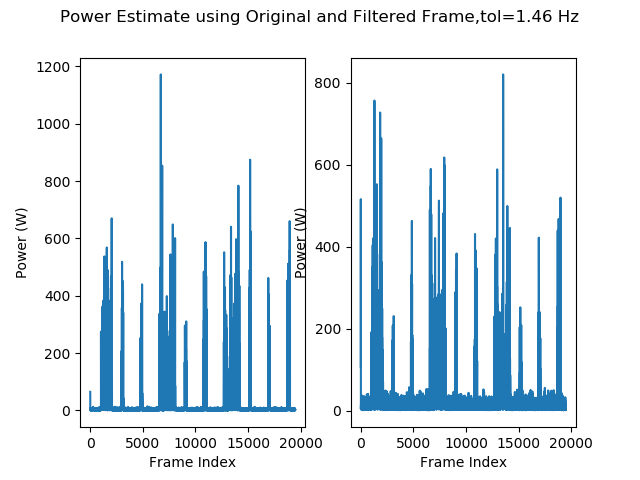 Power Estimate using Original and Filtered Frame,tol=1.46 Hz
Power (W)
1200
1000
800
600
400
200
0
0 5000 10000 15000 20000
Frame Index
Power (W)
800
600
400
200
0
0 5000 10000 15000 20000
Frame Index